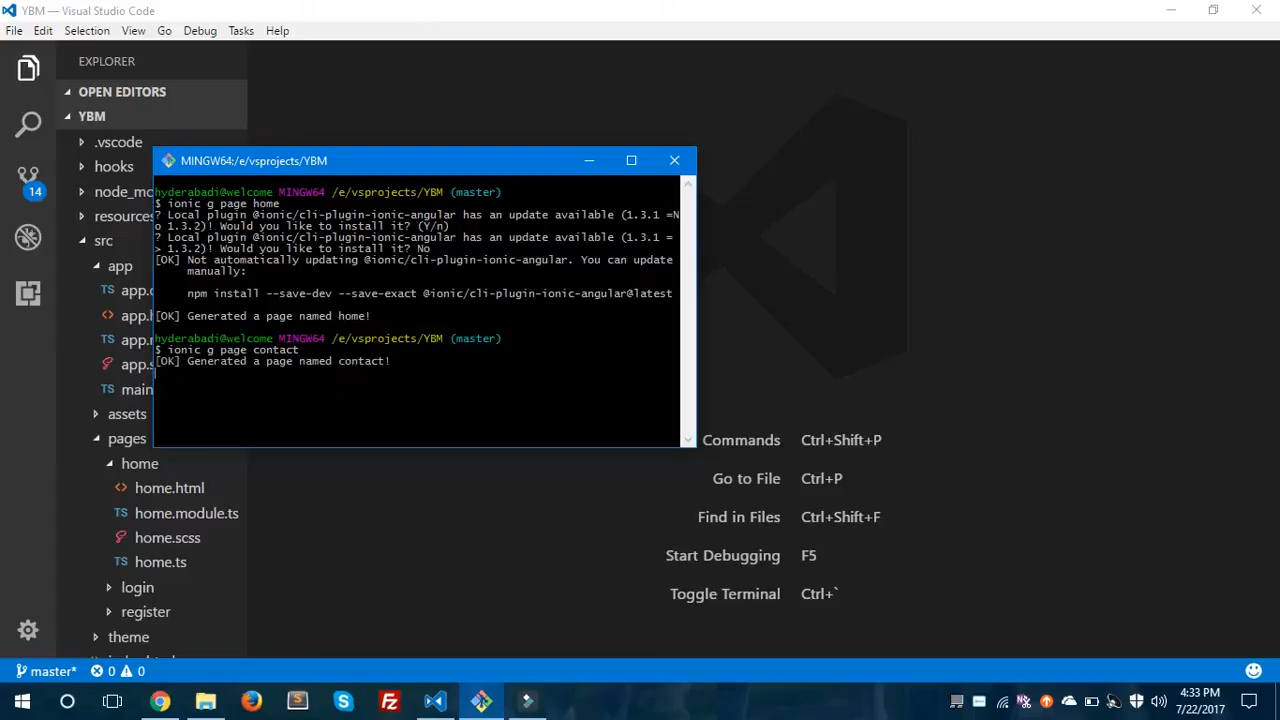 YBM — Visual Studio Code
File Edit Selection View Go Debug Tasks Help
EXPLORER
OPEN EDITORS
YBM
.vscode
hooks
node_mo
resources
src
app
app.
app.h
app.
app.s
main
assets
pages
home
home.html
home.module.ts
home.scss
home.ts
login
register
theme
14
MINGW64:/e/vsprojects/YBM
hyderabadi@welcome MINGW64 /e/vsprojects/YBM (master)
$ ionic g page home
? Local plugin @ionic/cli-plugin-ionic-angular has an update available (1.3.1 =N
o 1.3.2)! Would you like to install it? (Y/n)
? Local plugin @ionic/cli-plugin-ionic-angular has an update available (1.3.1 =
> 1.3.2)! Would you like to install it? No
[OK] Not automatically updating @ionic/cli-plugin-ionic-angular. You can update
manually:
npm install --save-dev --save-exact @ionic/cli-plugin-ionic-angular@latest
[OK] Generated a page named home!
hyderabadi@welcome MINGW64 /e/vsprojects/YBM (master)
$ ionic g page contact
[OK] Generated a page named contact!
Commands Ctrl+Shift+P
Go to File Ctrl+P
Find in Files Ctrl+Shift+F
Start Debugging F5
Toggle Terminal Ctrl+`
master* 0 0
4:33 PM
7/22/2017